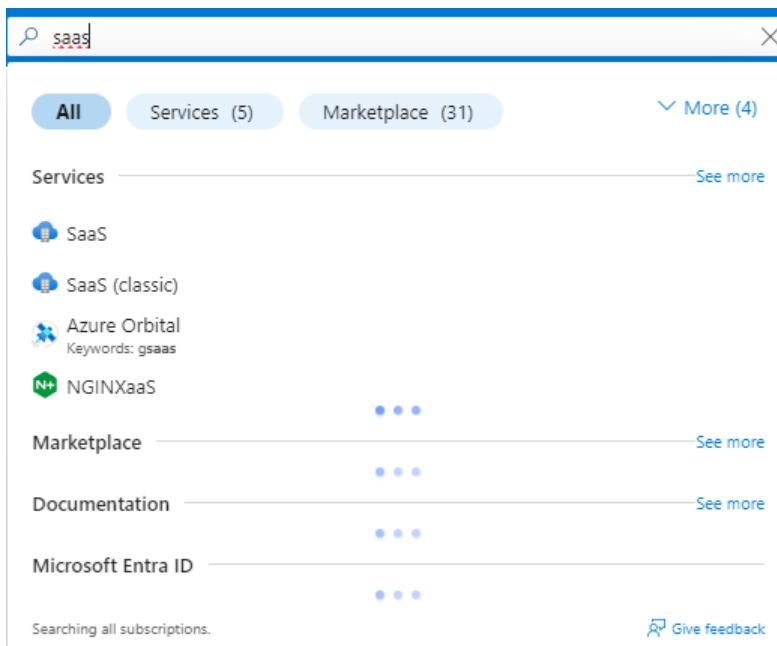 saas
All Services (5) Marketplace (31) More (4)
Services See more
SaaS
SaaS (classic)
Azure Orbital
Keywords: gsaas
N+ NGINXaaS
Marketplace See more
Documentation See more
Microsoft Entra ID
Searching all subscriptions. Give feedback